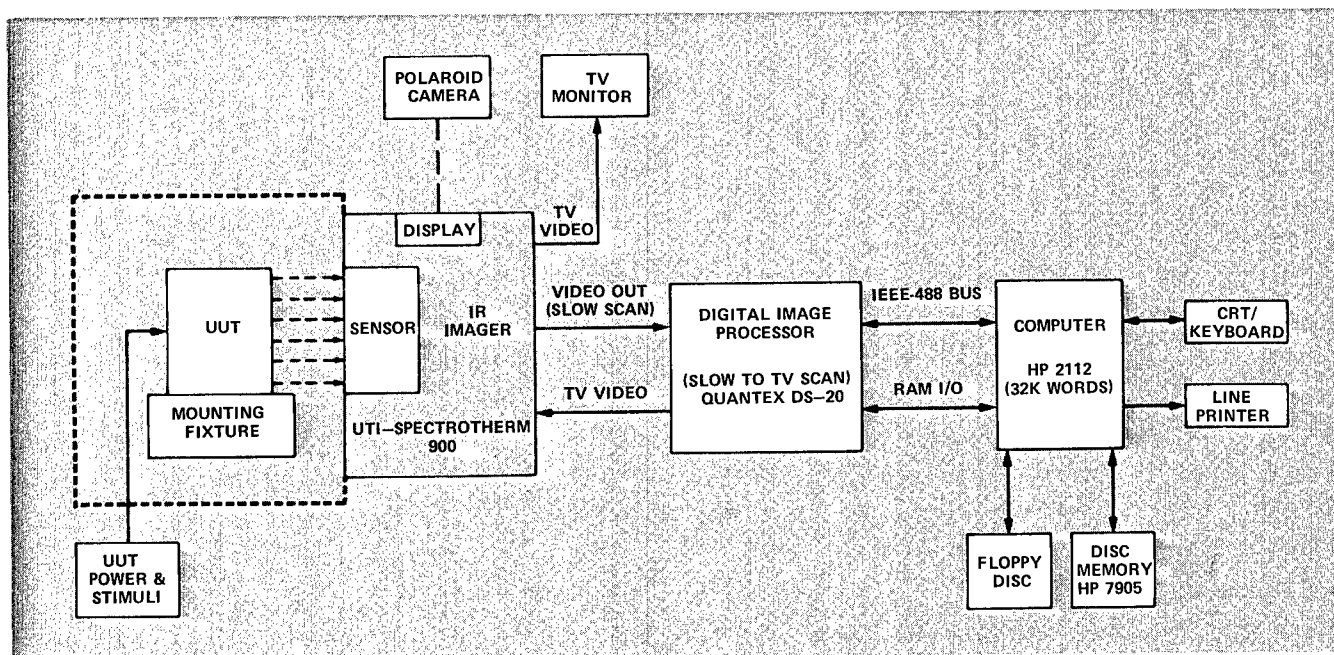 POLAROID
CAMERA
TV
MONITOR
DISPLAY
TV
VIDEO
UUT
SENSOR
IR
IMAGER
MOUNTING
FIXTURE
UTI–SPECTROTHERM
900
UUT
POWER &
STIMULI
VIDEO OUT
(SLOW SCAN)
TV VIDEO
DIGITAL IMAGE
PROCESSOR
(SLOW TO TV SCAN)
QUANTEX DS–20
IEEE-488 BUS
RAM I/O
COMPUTER
HP 2112
(32K WORDS)
CRT/
KEYBOARD
LINE
PRINTER
FLOPPY
DISC
DISC
MEMORY
HP 7905